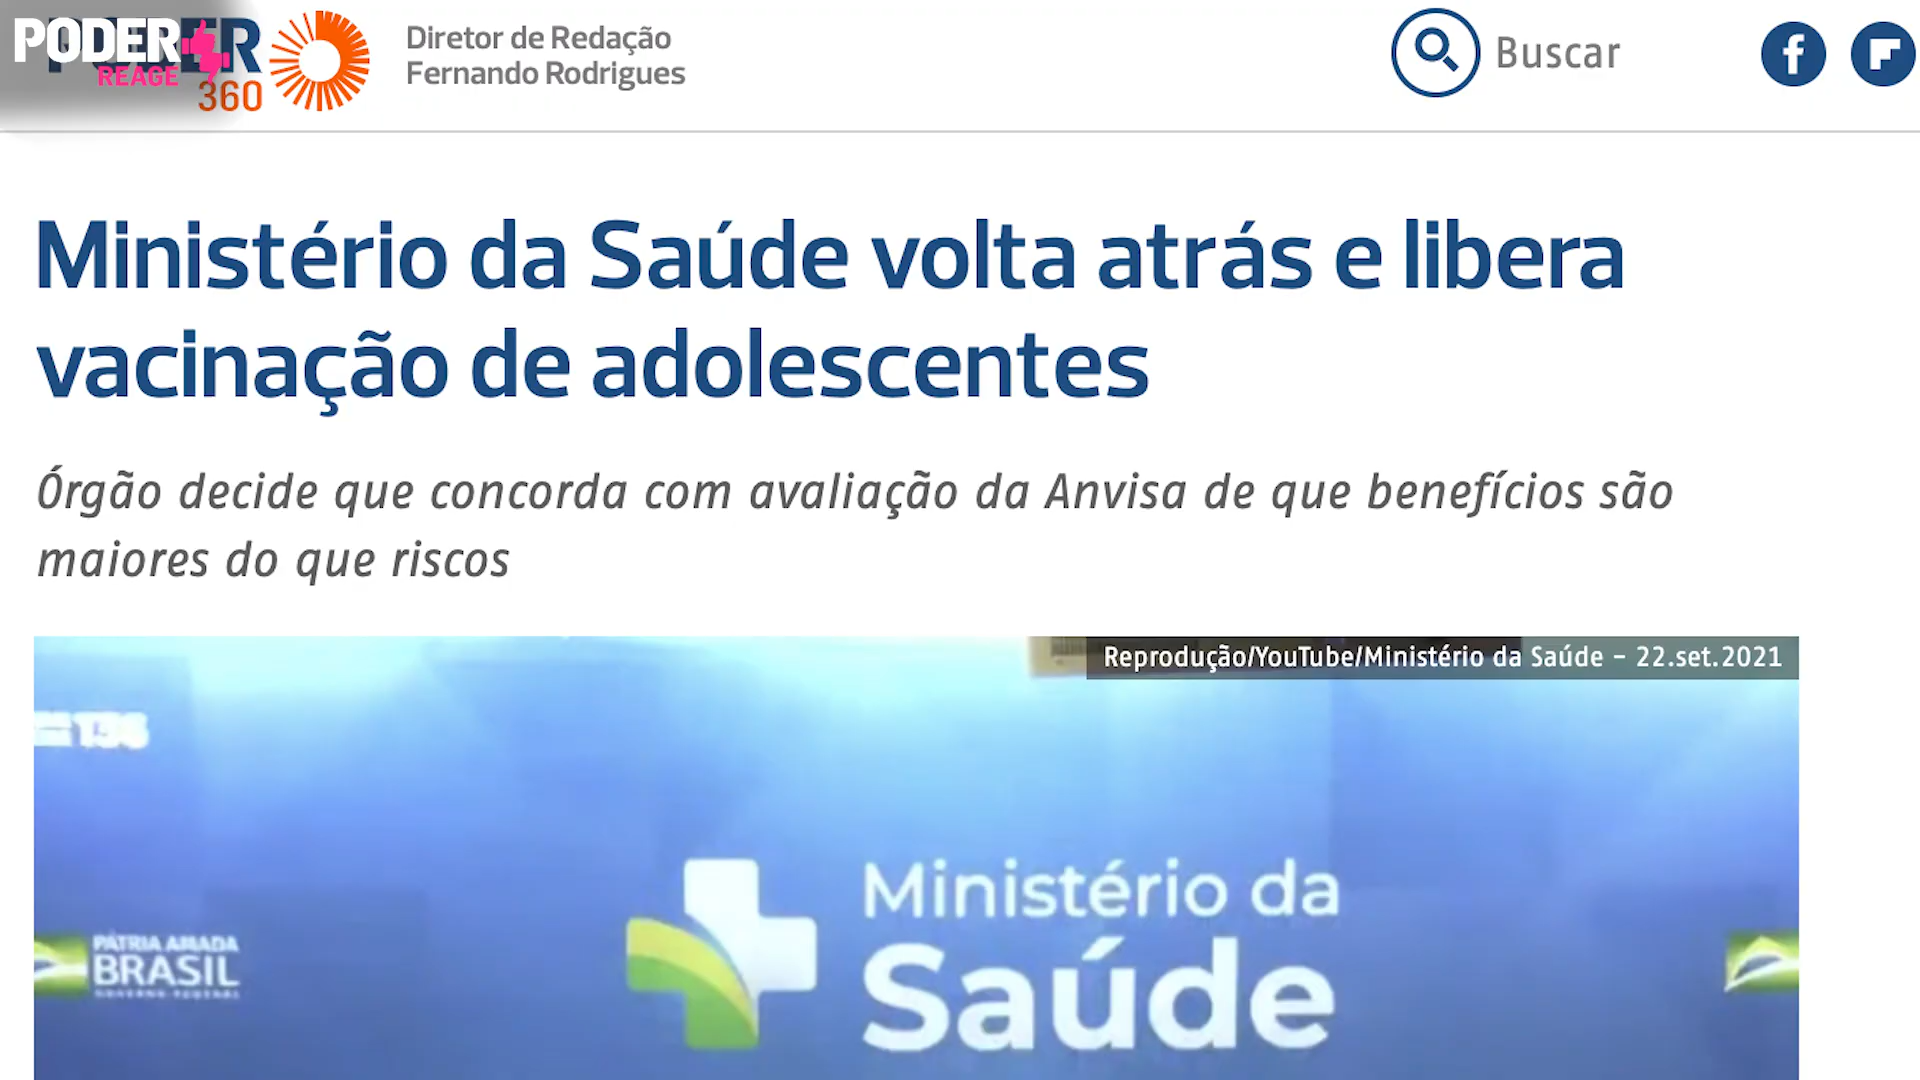 PODER
REAGE
360
Diretor de Redação
Fernando Rodrigues
Buscar
Ministério da Saúde volta atrás e libera
vacinação de adolescentes
Órgão decide que concorda com avaliação da Anvisa de que benefícios são
maiores do que riscos
Reprodução/YouTube/Ministério da Saúde – 22.set.2021
136
Ministério da
Saúde
PÁTRIA AMADA
BRASIL
GOVERNO FEDERAL